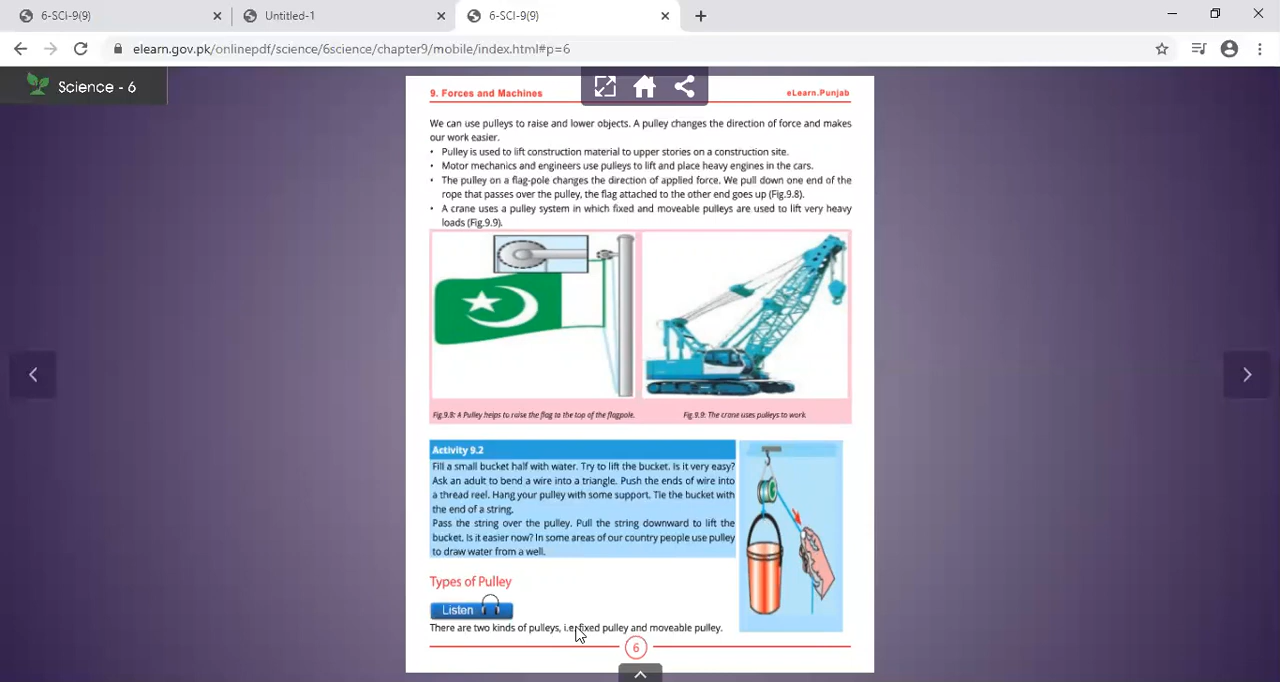 6-SCI-9(9)
Untitled-1
6-SCI-9(9)
elearn.gov.pk/onlinepdf/science/6science/chapter9/mobile/index.html#p=6
Science - 6
9. Forces and Machines
eLearn.Punjab
We can use pulleys to raise and lower objects. A pulley changes the direction of force and makes
our work easier.
• Pulley is used to lift construction material to upper stories on a construction site.
• Motor mechanics and engineers use pulleys to lift and place heavy engines in the cars.
• The pulley on a flag-pole changes the direction of applied force. We pull down one end of the
rope that passes over the pulley, the flag attached to the other end goes up (Fig.9.8).
• A crane uses a pulley system in which fixed and moveable pulleys are used to lift very heavy
loads (Fig.9.9).
Fig.9.8: A Pulley helps to raise the flag to the top of the flagpole.
Fig.9.9: The crane uses pulleys to work.
Activity 9.2
Fill a small bucket half with water. Try to lift the bucket. Is it very easy?
Ask an adult to bend a wire into a triangle. Push the ends of wire into
a thread reel. Hang your pulley with some support. Tie the bucket with
the end of a string.
Pass the string over the pulley. Pull the string downward to lift the
bucket. Is it easier now? In some areas of our country people use pulley
to draw water from a well.
Types of Pulley
Listen
There are two kinds of pulleys, i.e. fixed pulley and moveable pulley.
6